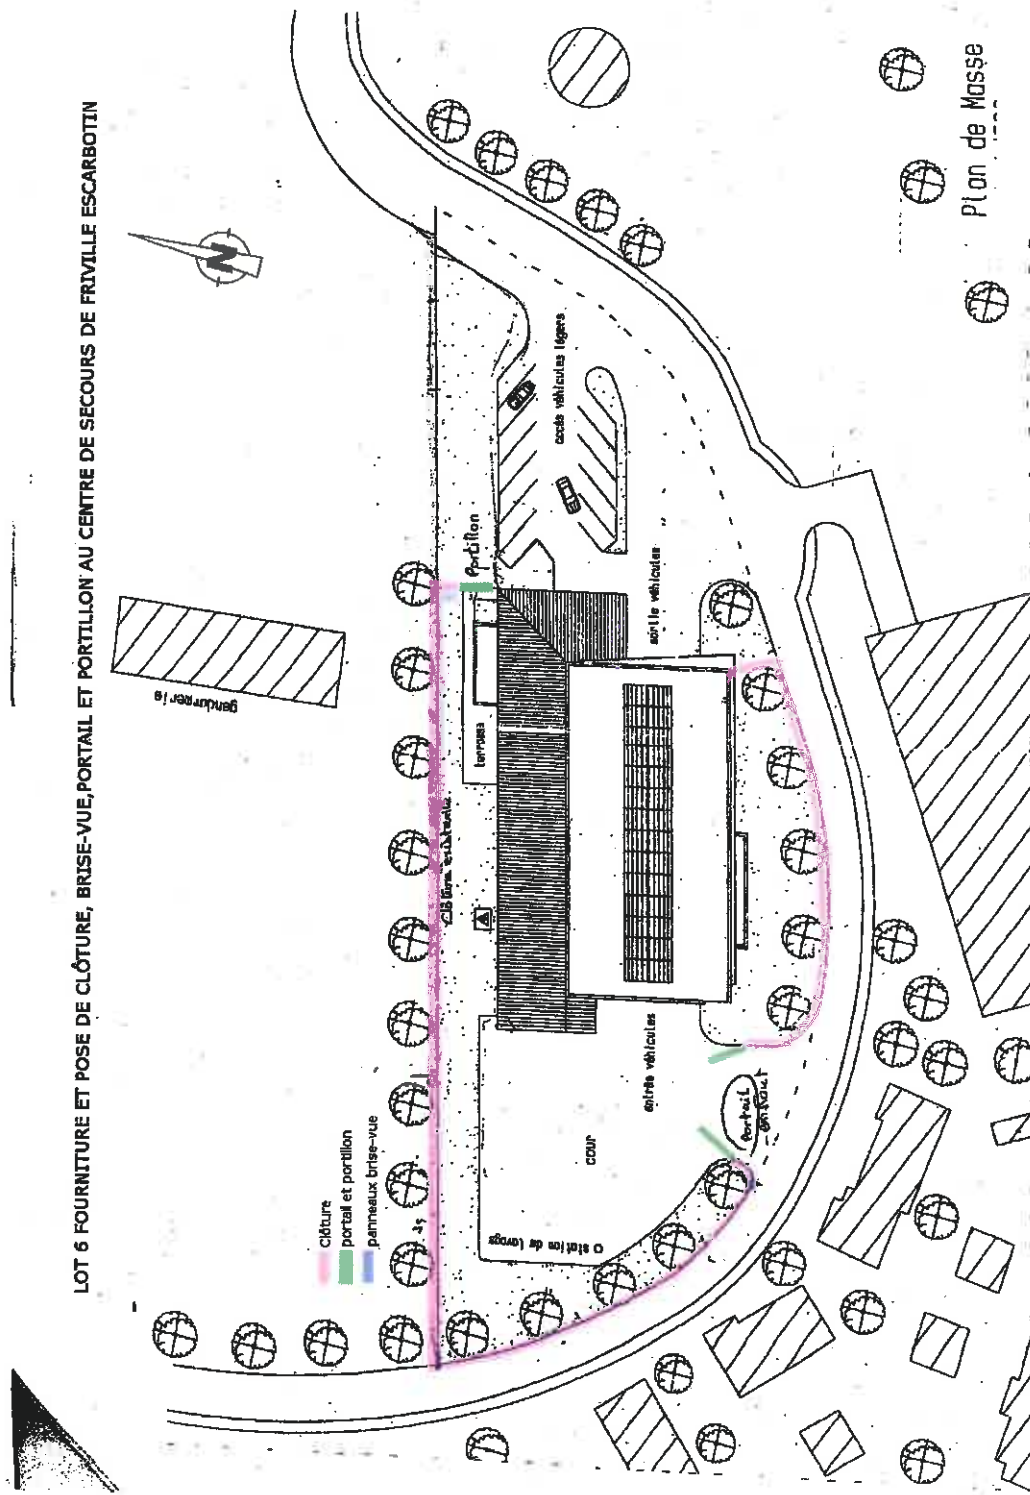 LOT 6 FOURNITURE ET POSE DE CLÔTURE, BRISE-VUE,PORTAIL ET PORTILLON AU CENTRE DE SECOURS DE FRIVILLE ESCARBOTIN
N
gendarmerie
Clôture
portail et portillon
panneaux brise-vue
Clôture existante
Portillon
terrasse
accès véhicules légers
sortie véhicules
entrée véhicules
cour
station de lavage
Portail
Plan de Masse